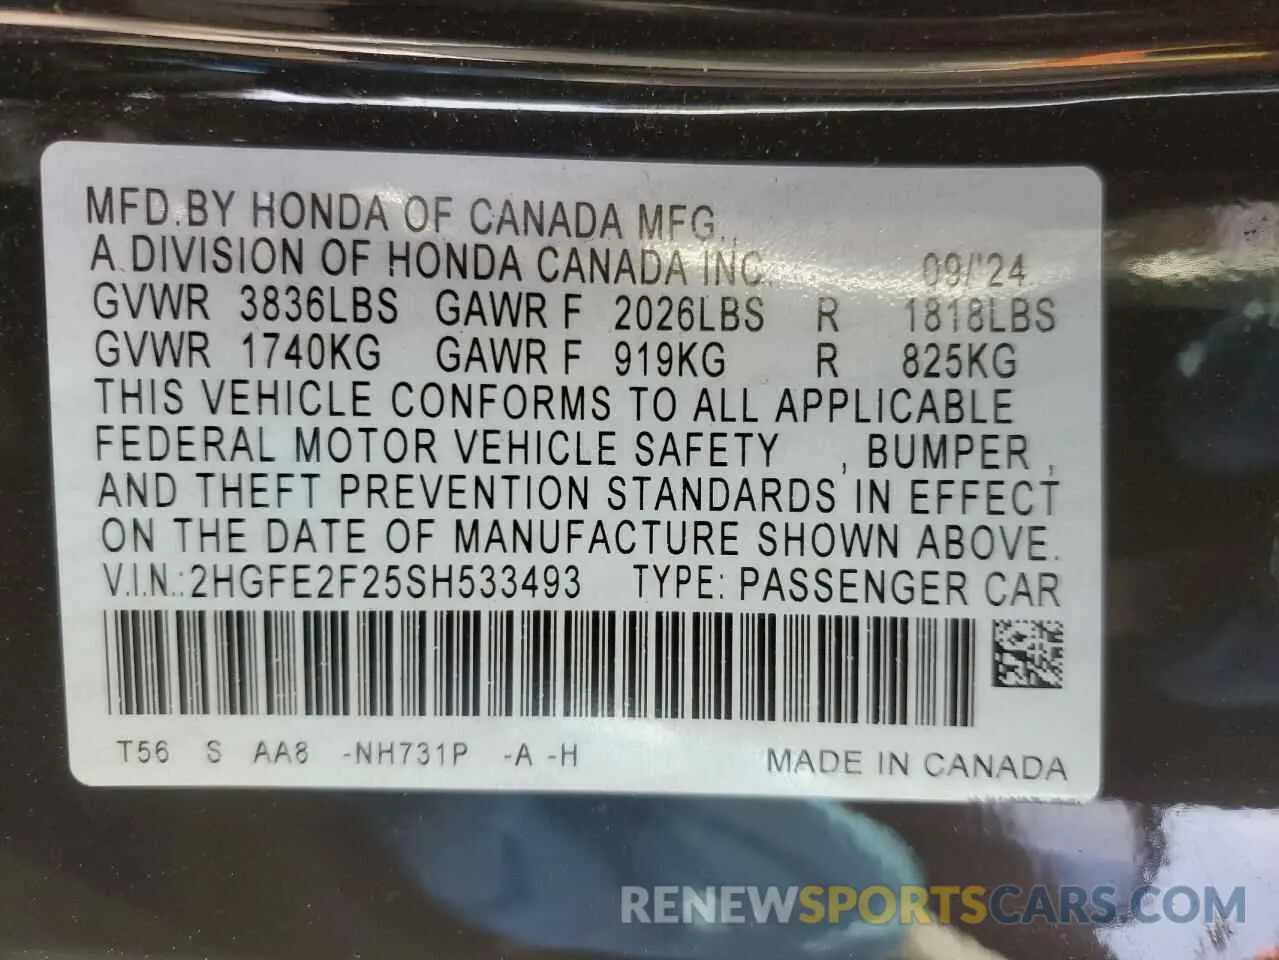 MFD.BY HONDA OF CANADA MFG.,
A DIVISION OF HONDA CANADA INC. 09/'24
GVWR 3836LBS GAWR F 2026LBS R 1818LBS
GVWR 1740KG GAWR F 919KG R 825KG
THIS VEHICLE CONFORMS TO ALL APPLICABLE
FEDERAL MOTOR VEHICLE SAFETY , BUMPER ,
AND THEFT PREVENTION STANDARDS IN EFFECT
ON THE DATE OF MANUFACTURE SHOWN ABOVE.
V.I.N.:2HGFE2F25SH533493 TYPE: PASSENGER CAR
T56 S AA8 -NH731P -A -H MADE IN CANADA
RENEWSPORTSCARS.COM